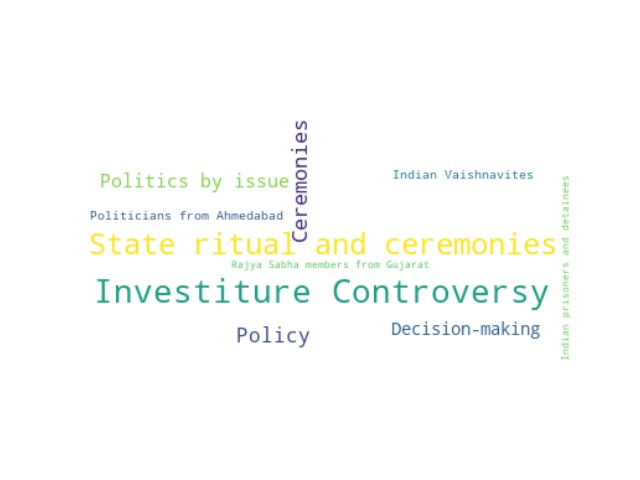 Ceremonies
Politics by issue
Indian Vaishnavites
Politicians from Ahmedabad
State ritual and ceremonies
Rajya Sabha members from Gujarat
Investiture Controversy
Policy
Decision-making
Indian prisoners and detainees